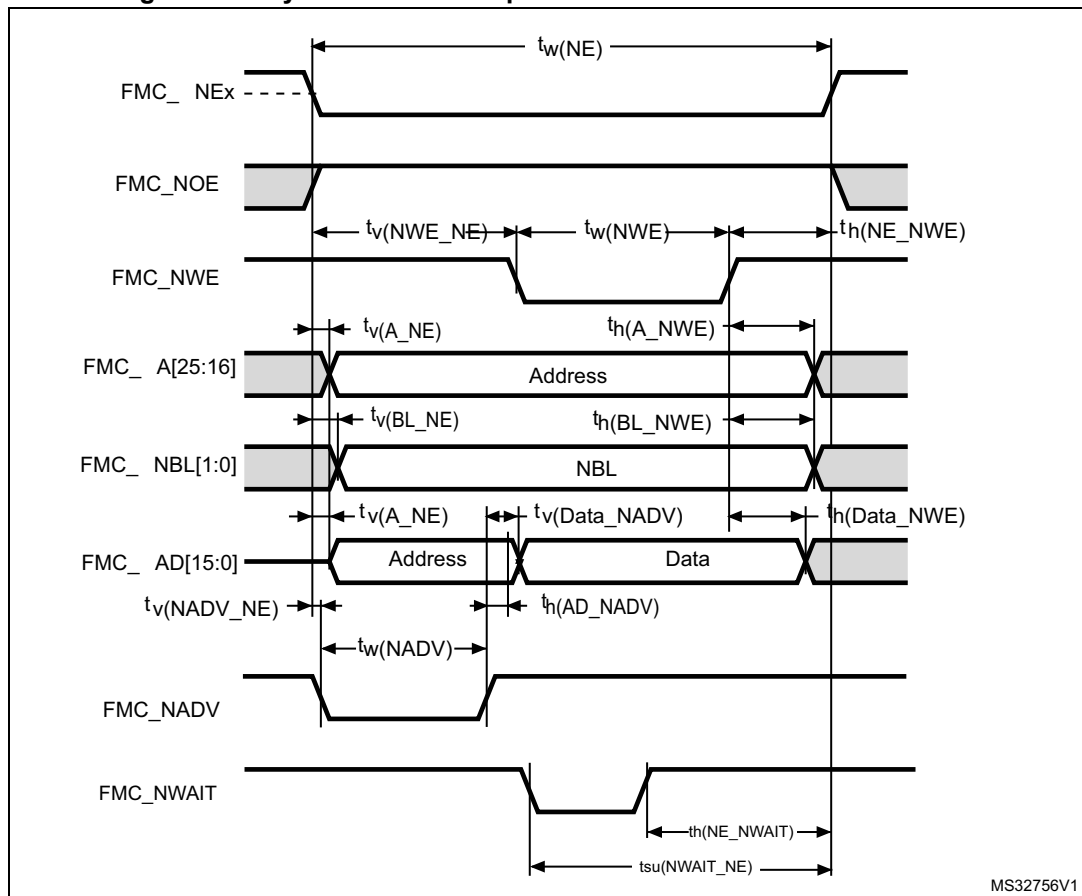 tw(NE)
FMC_ NEx
FMC_NOE
tv(NWE_NE) tw(NWE) th(NE_NWE)
FMC_NWE
tv(A_NE) th(A_NWE)
FMC_ A[25:16] Address
tv(BL_NE) th(BL_NWE)
FMC_ NBL[1:0] NBL
tv(A_NE) tv(Data_NADV) th(Data_NWE)
FMC_ AD[15:0] Address Data
tv(NADV_NE) th(AD_NADV)
tw(NADV)
FMC_NADV
FMC_NWAIT
th(NE_NWAIT)
tsu(NWAIT_NE)
MS32756V1